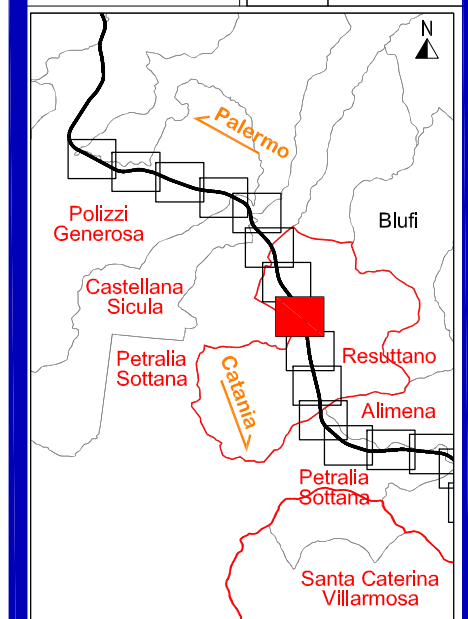 N
Palermo
Polizzi
Generosa
Blufi
Castellana
Sicula
Petralia
Sottana
Catania
Resuttano
Alimena
Petralia
Sottana
Santa Caterina
Villarmosa